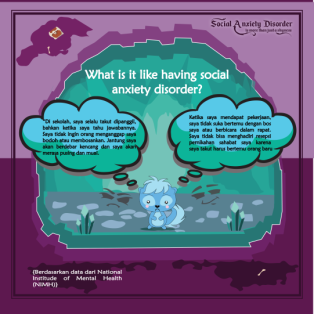 Social Anxiety Disorder
What is it like having social
anxiety disorder?
"Di sekolah, saya selalu takut dipanggil,
bahkan ketika saya tahu jawabannya.
Saya tidak ingin orang menganggap saya
bodoh atau membosankan. Jantung saya
akan berdebar kencang dan saya akan
merasa pusing dan mual.
Ketika saya mendapat pekerjaan,
saya tidak suka bertemu dengan bos
saya atau berbicara dalam rapat.
Saya tidak bisa menghadiri resepsi
pernikahan sahabat saya karena
saya takut harus bertemu orang baru
(Berdasarkan data dari National
Institute of Mental Health
(NIMH))